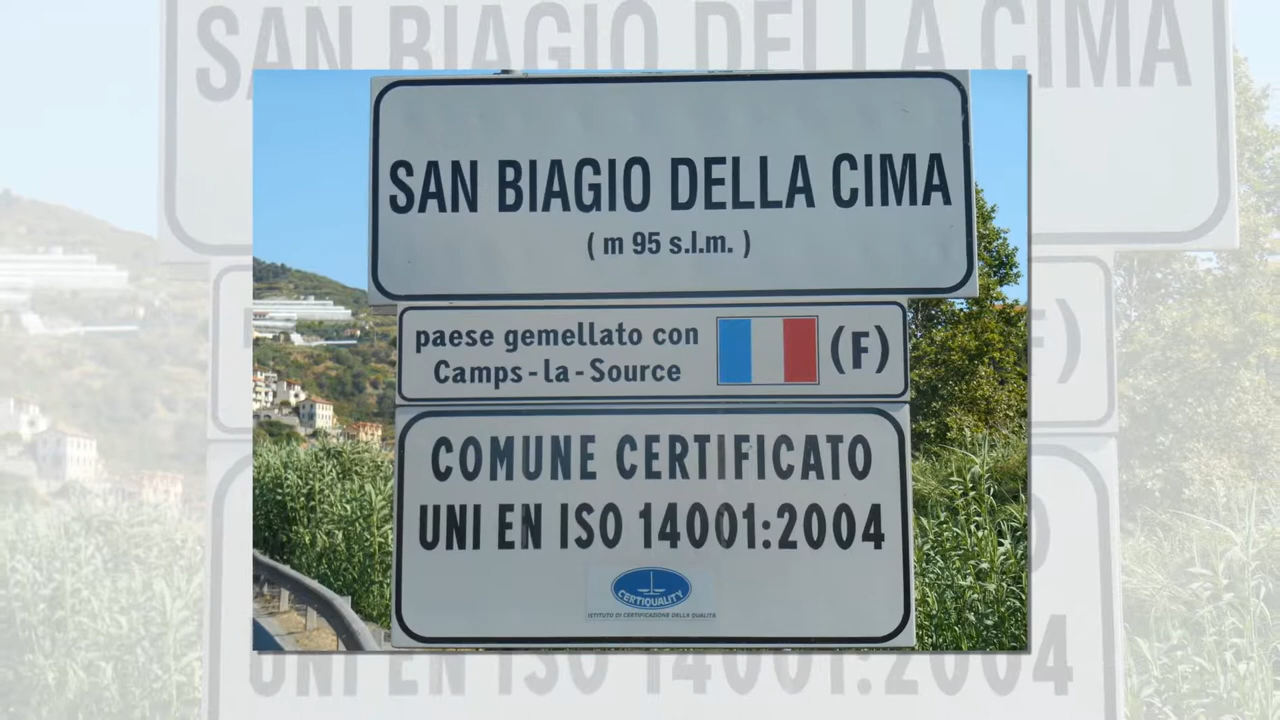 SAN BIAGIO DELLA CIMA
( m 95 s.l.m. )
paese gemellato con
Camps-la-Source
(F)
COMUNE CERTIFICATO
UNI EN ISO 14001:2004
CERTIQUALITY
ISTITUTO DI CERTIFICAZIONE DELLA QUALITÀ